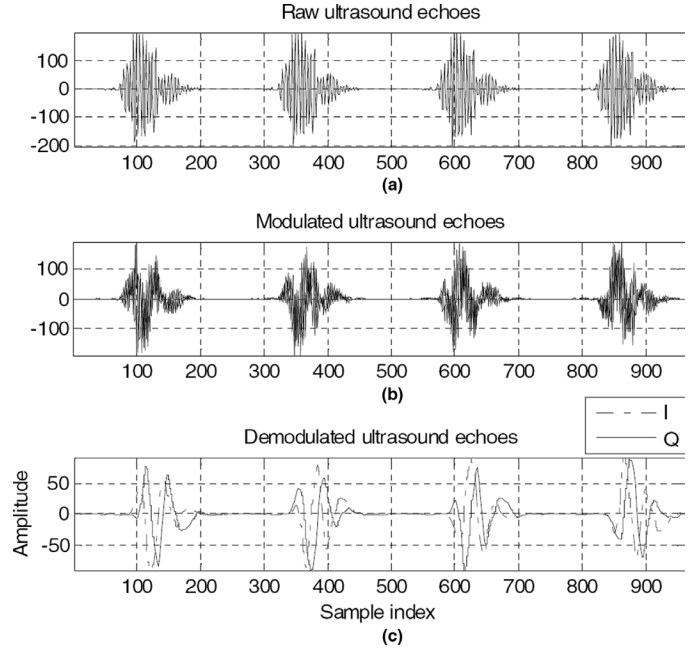 Raw ultrasound echoes
100
0
-100
-200
100 200 300 400 500 600 700 800 900
(a)
Modulated ultrasound echoes
100
0
-100
100 200 300 400 500 600 700 800 900
(b)
I
Q
Demodulated ultrasound echoes
Amplitude
50
0
-50
100 200 300 400 500 600 700 800 900
Sample index
(c)